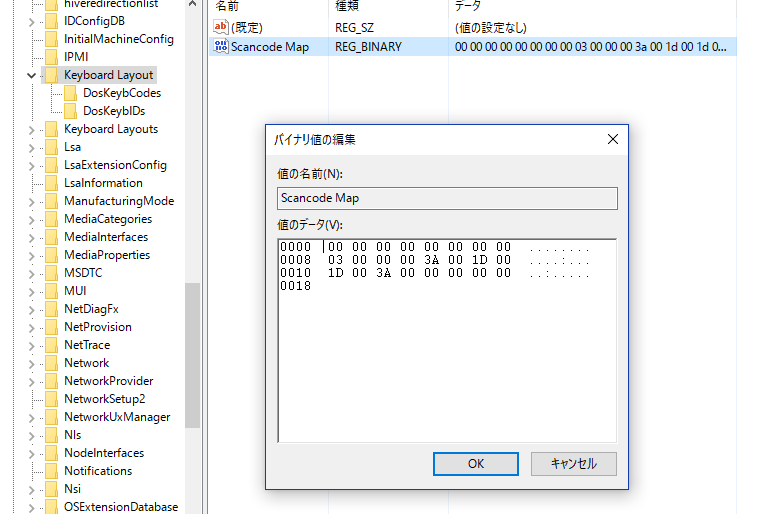 hiveredirectionlist
IDConfigDB
InitialMachineConfig
IPMI
Keyboard Layout
DosKeybCodes
DosKeybIDs
Keyboard Layouts
Lsa
LsaExtensionConfig
LsaInformation
ManufacturingMode
MediaCategories
MediaInterfaces
MediaProperties
MSDTC
MUI
NetDiagFx
NetProvision
NetTrace
Network
NetworkProvider
NetworkSetup2
NetworkUxManager
Nls
NodeInterfaces
Notifications
Nsi
OSExtensionDatabase
名前 種類 データ
ab (既定) REG_SZ (値の設定なし)
Scancode Map REG_BINARY 00 00 00 00 00 00 00 00 03 00 00 00 3a 00 1d 00 1d 0...
バイナリ値の編集
値の名前(N):
Scancode Map
値のデータ(V):
0000 00 00 00 00 00 00 00 00 ........
0008 03 00 00 00 3A 00 1D 00 ....:...
0010 1D 00 3A 00 00 00 00 00 ..:.....
0018
OK キャンセル